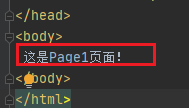 </head>
<body>
这是Page1页面!
<body>
</html>